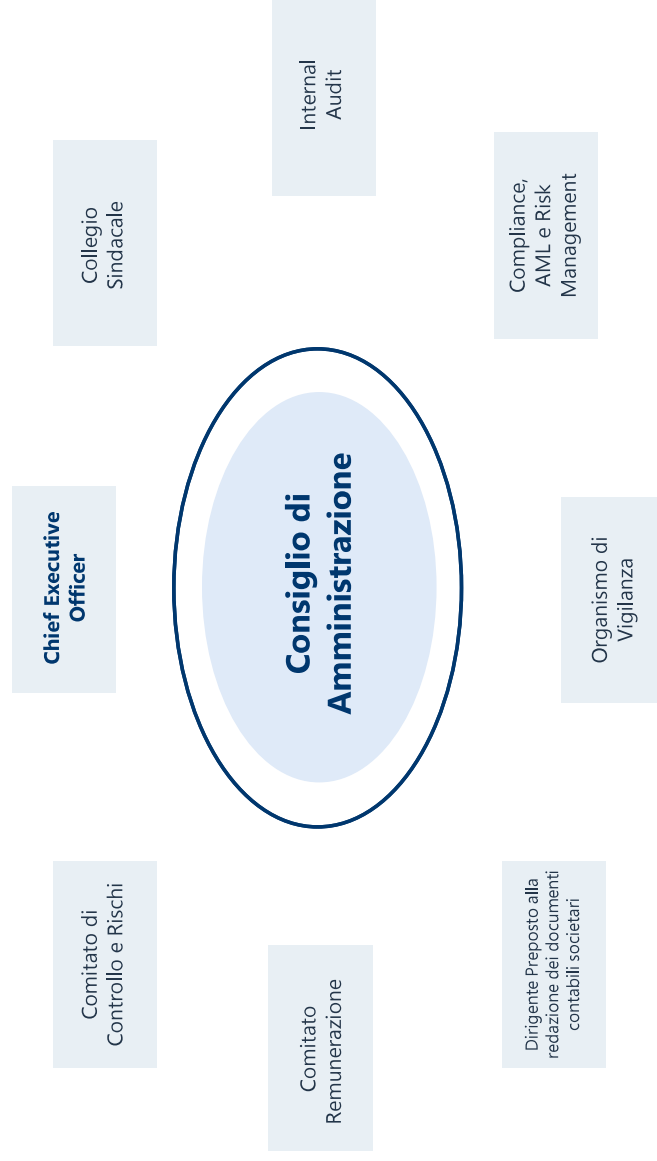 Chief Executive
Officer
Comitato di
Controllo e Rischi
Collegio
Sindacale
Comitato
Remunerazione
Consiglio di
Amministrazione
Internal
Audit
Dirigente Preposto alla
redazione dei documenti
contabili societari
Compliance,
AML e Risk
Management
Organismo di
Vigilanza